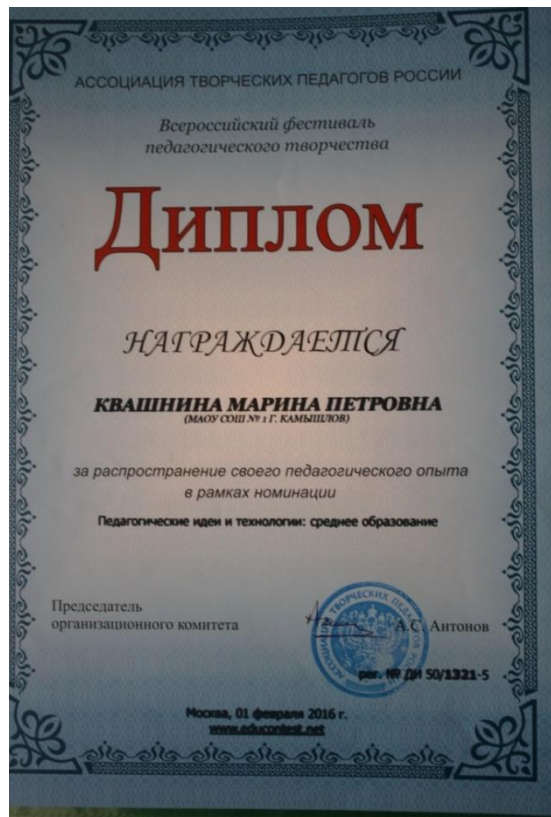 АССОЦИАЦИЯ ТВОРЧЕСКИХ ПЕДАГОГОВ РОССИИ
Всероссийский фестиваль
педагогического творчества
Диплом
НАГРАЖДАЕТСЯ
КВАШНИНА МАРИНА ПЕТРОВНА
(МАОУ СОШ № 1 Г. КАМЫШЛОВ)
за распространение своего педагогического опыта
в рамках номинации
Педагогические идеи и технологии: среднее образование
Председатель
организационного комитета
А.С. Антонов
рег. № ДИ 50/1321-5
Москва, 01 февраля 2016 г.
www.educontest.net